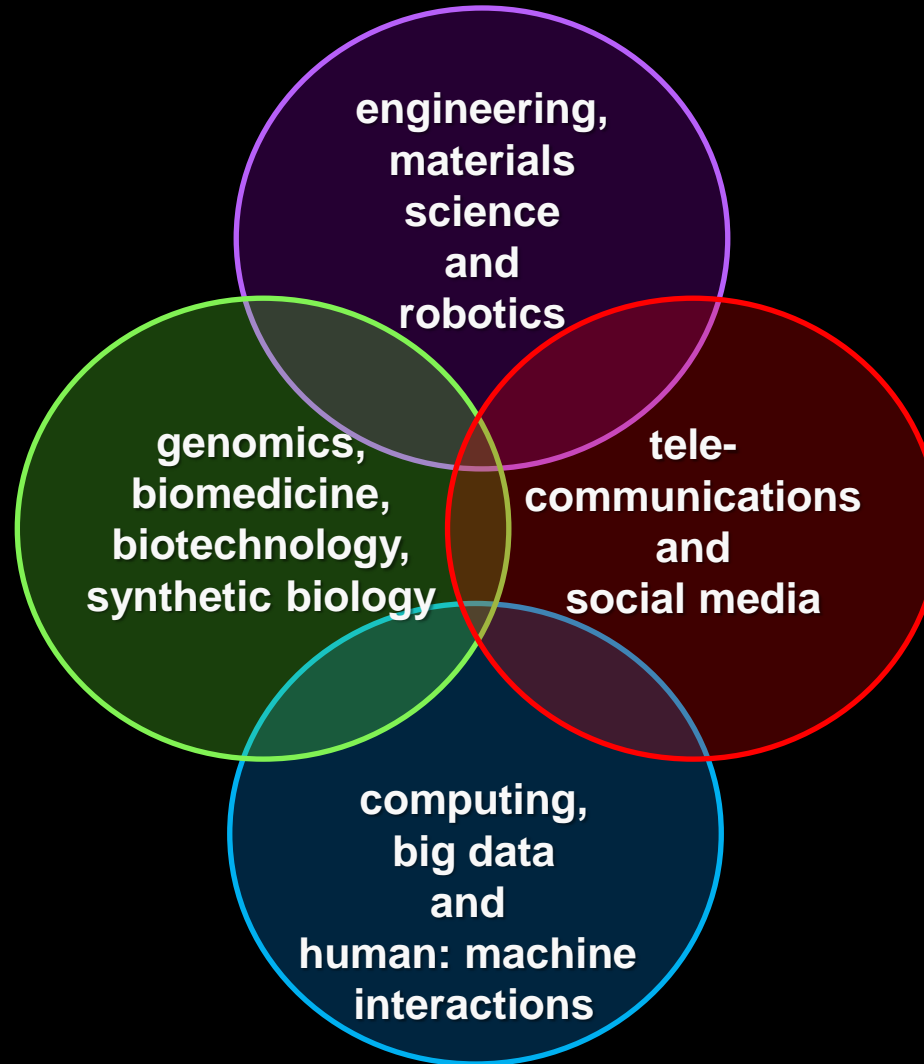 engineering,
materials
science
and
robotics
genomics,
biomedicine,
biotechnology,
synthetic biology
tele-
communications
and
social media
computing,
big data
and
human: machine
interactions